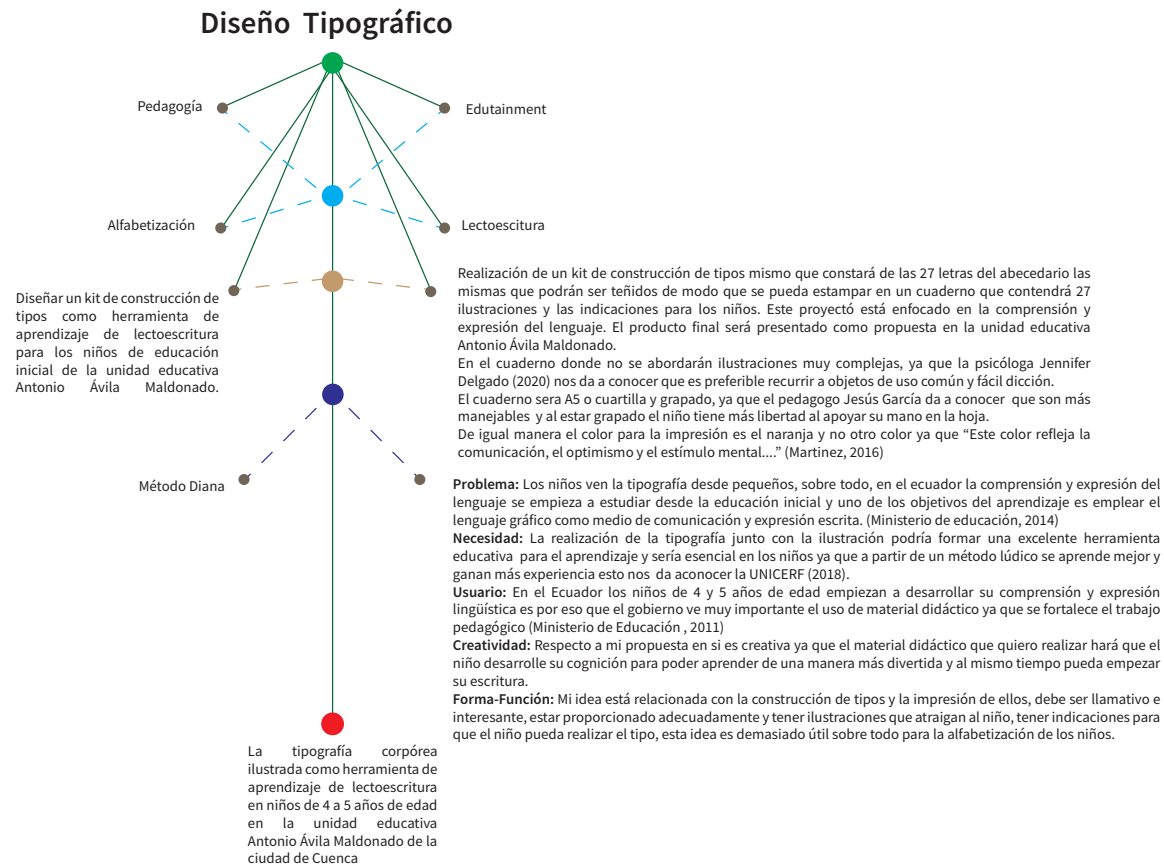 Diseño Tipográfico
Pedagogía
Edutainment
Alfabetización
Lectoescitura
Diseñar un kit de construcción de
tipos como herramienta de
aprendizaje de lectoescritura
para los niños de educación
inicial de la unidad educativa
Antonio Ávila Maldonado.
Realización de un kit de construcción de tipos mismo que constará de las 27 letras del abecedario las
mismas que podrán ser teñidos de modo que se pueda estampar en un cuaderno que contendrá 27
ilustraciones y las indicaciones para los niños. Este proyectó está enfocado en la comprensión y
expresión del lenguaje. El producto final será presentado como propuesta en la unidad educativa
Antonio Ávila Maldonado.
En el cuaderno donde no se abordarán ilustraciones muy complejas, ya que la psicóloga Jennifer
Delgado (2020) nos da a conocer que es preferible recurrir a objetos de uso común y fácil dicción.
El cuaderno sera A5 o cuartilla y grapado, ya que el pedagogo Jesús García da a conocer que son más
manejables y al estar grapado el niño tiene más libertad al apoyar su mano en la hoja.
De igual manera el color para la impresión es el naranja y no otro color ya que “Este color refleja la
comunicación, el optimismo y el estímulo mental....” (Martinez, 2016)
Método Diana
Problema: Los niños ven la tipografía desde pequeños, sobre todo, en el ecuador la comprensión y expresión del
lenguaje se empieza a estudiar desde la educación inicial y uno de los objetivos del aprendizaje es emplear el
lenguaje gráfico como medio de comunicación y expresión escrita. (Ministerio de educación, 2014)
Necesidad: La realización de la tipografía junto con la ilustración podría formar una excelente herramienta
educativa para el aprendizaje y sería esencial en los niños ya que a partir de un método lúdico se aprende mejor y
ganan más experiencia esto nos da aconocer la UNICERF (2018).
Usuario: En el Ecuador los niños de 4 y 5 años de edad empiezan a desarrollar su comprensión y expresión
lingüística es por eso que el gobierno ve muy importante el uso de material didáctico ya que se fortalece el trabajo
pedagógico (Ministerio de Educación , 2011)
Creatividad: Respecto a mi propuesta en si es creativa ya que el material didáctico que quiero realizar hará que el
niño desarrolle su cognición para poder aprender de una manera más divertida y al mismo tiempo pueda empezar
su escritura.
Forma-Función: Mi idea está relacionada con la construcción de tipos y la impresión de ellos, debe ser llamativo e
interesante, estar proporcionado adecuadamente y tener ilustraciones que atraigan al niño, tener indicaciones para
que el niño pueda realizar el tipo, esta idea es demasiado útil sobre todo para la alfabetización de los niños.
La tipografía corpórea
ilustrada como herramienta de
aprendizaje de lectoescritura
en niños de 4 a 5 años de edad
en la unidad educativa
Antonio Ávila Maldonado de la
ciudad de Cuenca